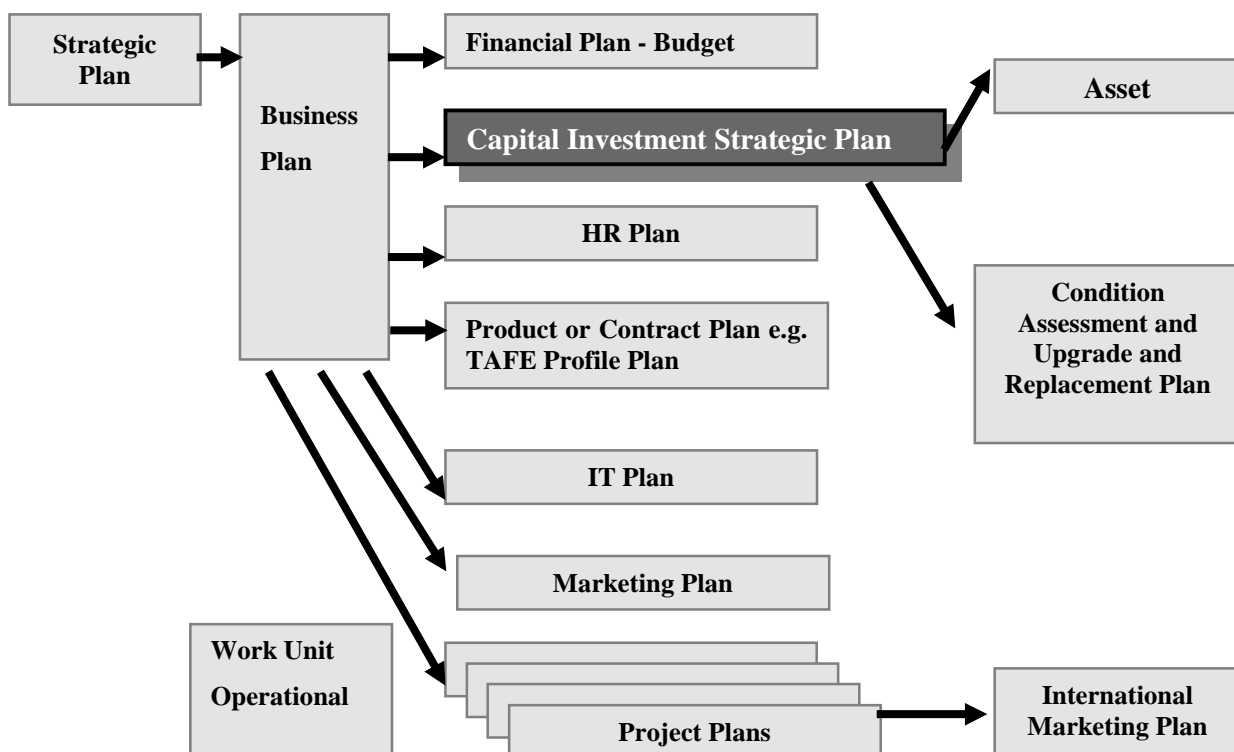 Strategic
Plan
Business
Plan
Financial Plan - Budget
Capital Investment Strategic Plan
Asset
HR Plan
Product or Contract Plan e.g.
TAFE Profile Plan
Condition
Assessment and
Upgrade and
Replacement Plan
IT Plan
Marketing Plan
Work Unit
Operational
Project Plans
International
Marketing Plan